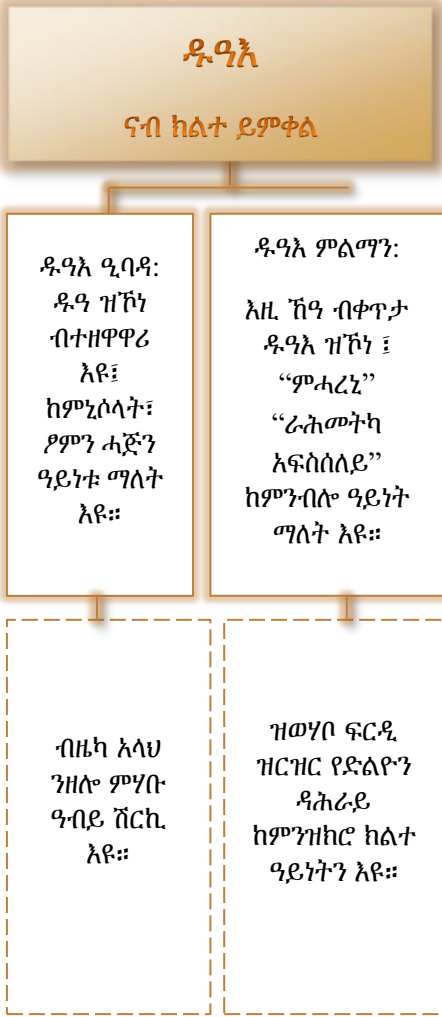 ዱዓእ
ናብ ክልተ ይምቀል
ዱዓእ ዒባዳ:
ዱዓ ዝኾነ
ብተዘዋዋሪ
እዩ፤
ከምኒሶላት፣
ፆምን ሓጅን
ዓይነቱ ማለት
እዩ።
ዱዓእ ምልማን:
እዚ ኸዓ ብቀጥታ
ዱዓእ ዝኾነ ፤
“ምሓረኒ”
“ራሕመትካ
አፍስሰለይ”
ከምንብሎ ዓይነት
ማለት እዩ።
ብዜካ አላህ
ንዘሎ ምሃቡ
ዓብይ ሽርኪ
እዩ።
ዝወሃቦ ፍርዲ
ዝርዝር የድልዮን
ዳሕራይ
ከምንዝክሮ ክልተ
ዓይነትን እዩ።